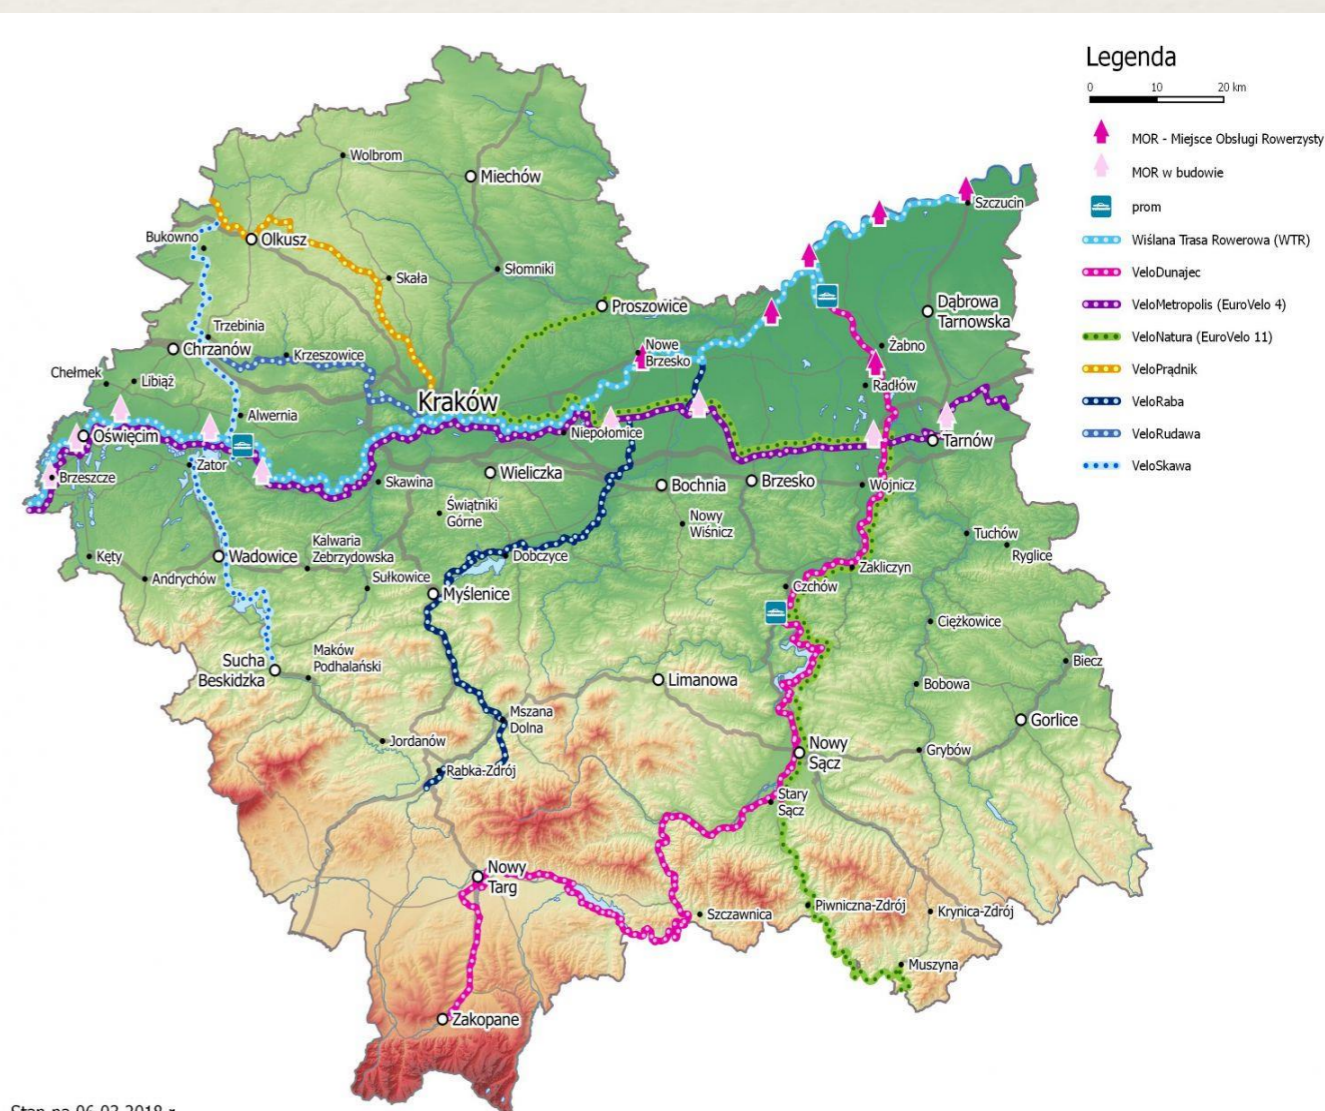 Legenda
0 10 20 km
MOR - Miejsce Obsługi Rowerzysty
MOR w budowie
prom
Wiślana Trasa Rowerowa (WTR)
VeloDunajec
VeloMetropolis (EuroVelo 4)
VeloNatura (EuroVelo 11)
VeloPrądnik
VeloRaba
VeloRudawa
VeloSkawa
Wolbrom
Miechów
Szczucin
Bukowno
Olkusz
Skała
Słomniki
Proszowice
Dąbrowa
Tarnowska
Trzebinia
Chrzanów
Krzeszowice
Nowe
Brzesko
Żabno
Chełmek
Libiąż
Radłów
Kraków
Alwernia
Oświęcim
Niepołomice
Tarnów
Zator
Brzeszcze
Skawina
Wieliczka
Bochnia
Brzesko
Wojnicz
Świątniki
Górne
Nowy
Wiśnicz
Tuchów
Ryglice
Kęty
Wadowice
Kalwaria
Zebrzydowska
Dobczyce
Andrychów
Sułkowice
Myślenice
Zakliczyn
Czchów
Ciężkowice
Sucha
Beskidzka
Maków
Podhalański
Limanowa
Biecz
Bobowa
Mszana
Dolna
Gorlice
Jordanów
Nowy
Sącz
Grybów
Rabka-Zdrój
Stary
Sącz
Nowy
Targ
Szczawnica
Piwniczna-Zdrój
Krynica-Zdrój
Muszyna
Zakopane
Stan na 06.03.2018 r.